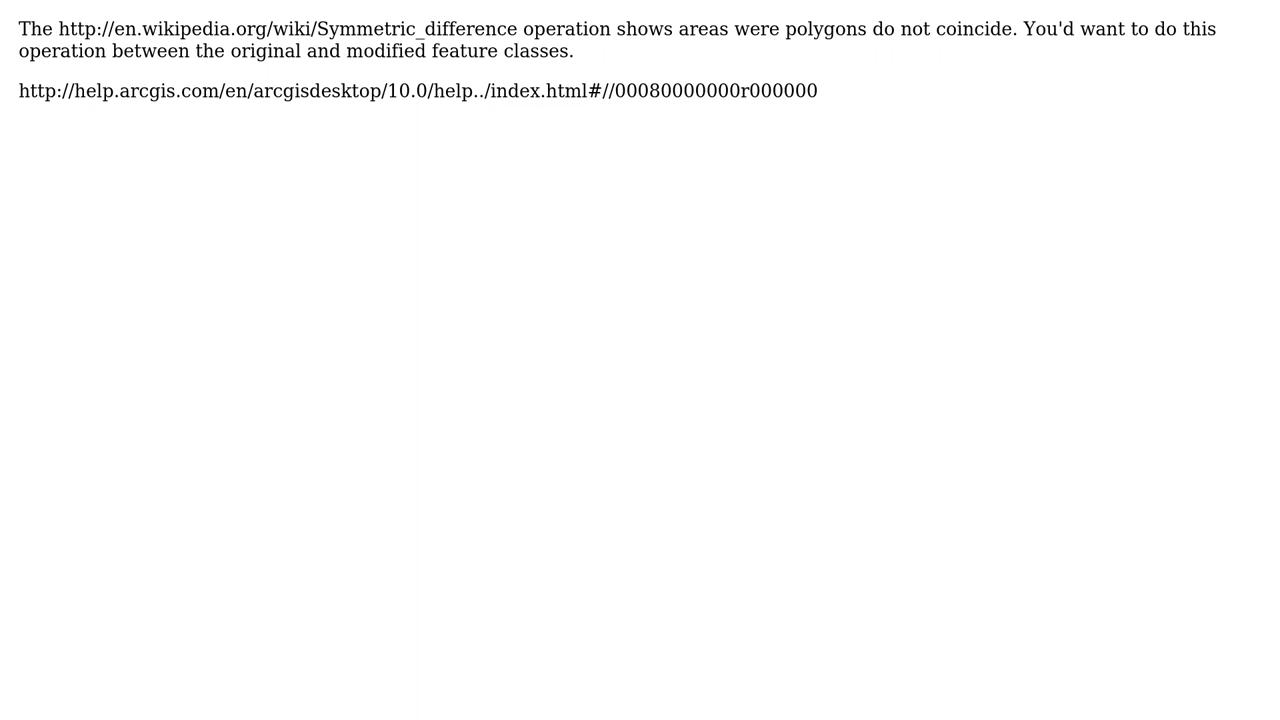 The http://en.wikipedia.org/wiki/Symmetric_difference operation shows areas were polygons do not coincide. You'd want to do this
operation between the original and modified feature classes.
http://help.arcgis.com/en/arcgisdesktop/10.0/help../index.html#//00080000000r000000